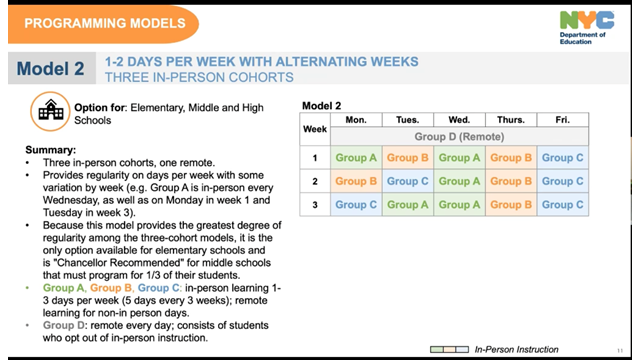 PROGRAMMING MODELS
NYC
Department of
Education
Model 2
1-2 DAYS PER WEEK WITH ALTERNATING WEEKS
THREE IN-PERSON COHORTS
Option for: Elementary, Middle and High
Schools
Summary:
• Three in-person cohorts, one remote.
• Provides regularity on days per week with some
variation by week (e.g. Group A is in-person every
Wednesday, as well as on Monday in week 1 and
Tuesday in week 3).
• Because this model provides the greatest degree of
regularity among the three-cohort models, it is the
only option available for elementary schools and
is "Chancellor Recommended" for middle schools
that must program for 1/3 of their students.
• Group A, Group B, Group C: in-person learning 1-
3 days per week (5 days every 3 weeks); remote
learning for non-in person days.
• Group D: remote every day; consists of students
who opt out of in-person instruction.
Model 2
Week Mon. Tues. Wed. Thurs. Fri.
Group D (Remote)
1 Group A Group B Group A Group B Group C
2 Group B Group C Group A Group B Group C
3 Group C Group A Group A Group B Group C
In-Person Instruction
11